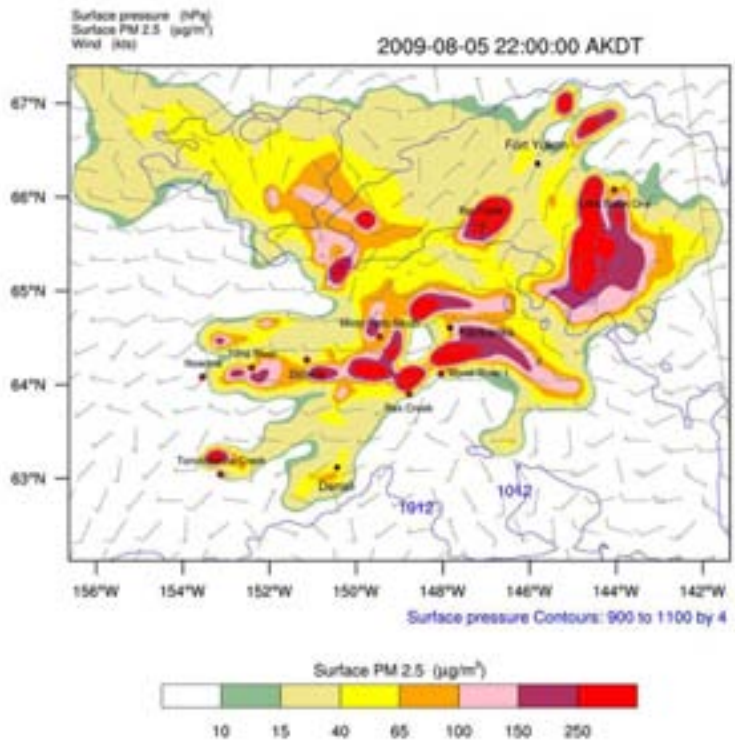 Surface pressure (hPa)
Surface PM 2.5 (µg/m³)
Wind (kts)
2009-08-05 22:00:00 AKDT
67°N
66°N
65°N
64°N
63°N
Fort Yukon
Denali
1012
1012
156°W 154°W 152°W 150°W 148°W 146°W 144°W 142°W
Surface pressure Contours: 900 to 1100 by 4
Surface PM 2.5 (µg/m³)
10 15 40 65 100 150 250